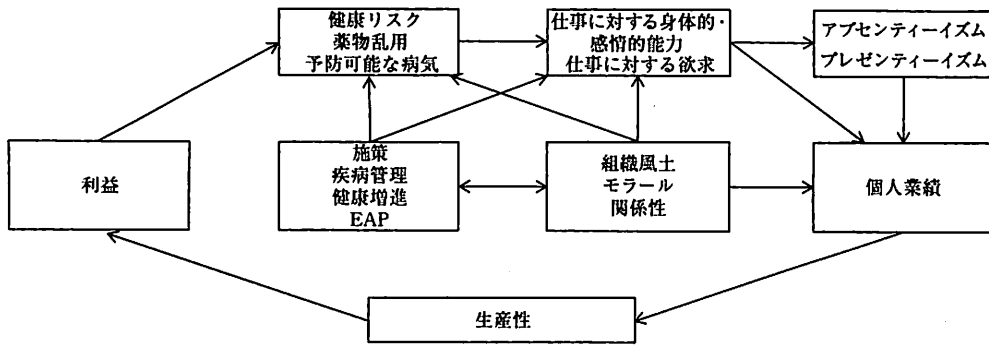 健康リスク
薬物乱用
予防可能な病気
仕事に対する身体的・
感情的能力
仕事に対する欲求
アブセンティーイズム
プレゼンティーイズム
利益
施策
疾病管理
健康増進
EAP
組織風土
モラール
関係性
個人業績
生産性